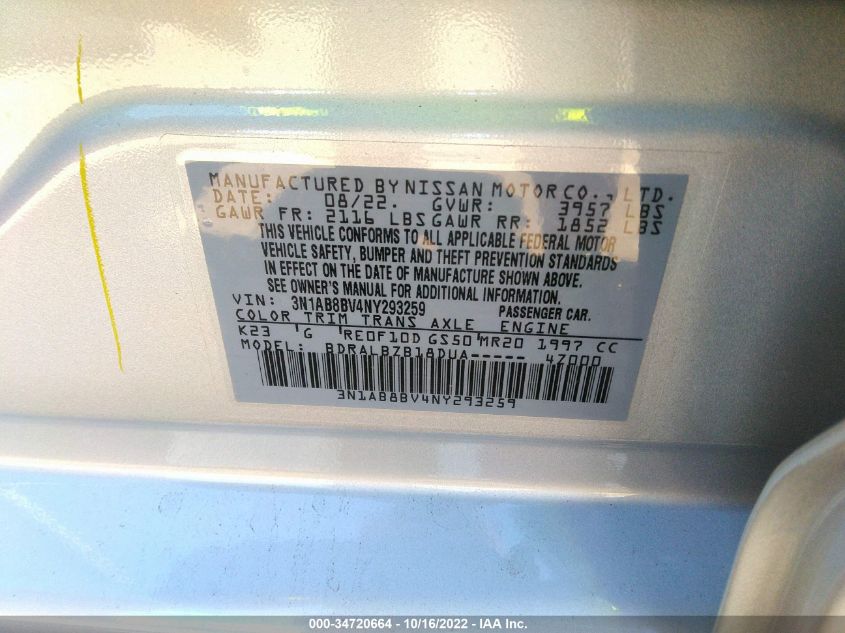 MANUFACTURED BY NISSAN MOTOR CO., LTD.
DATE: 08/22. GVWR: 3957 LBS
GAWR FR: 2116 LBS GAWR RR: 1852 LBS
THIS VEHICLE CONFORMS TO ALL APPLICABLE FEDERAL MOTOR
VEHICLE SAFETY, BUMPER AND THEFT PREVENTION STANDARDS
IN EFFECT ON THE DATE OF MANUFACTURE SHOWN ABOVE.
SEE OWNER'S MANUAL FOR ADDITIONAL INFORMATION.
VIN: 3N1AB8BV4NY293259 PASSENGER CAR.
COLOR TRIM TRANS AXLE ENGINE
K23 G RE0F10D GS50 MR20 1997 CC
MODEL: BDRALBZB18DUA----- 4Z000
3N1AB8BV4NY293259
000-34720664 - 10/16/2022 - IAA Inc.